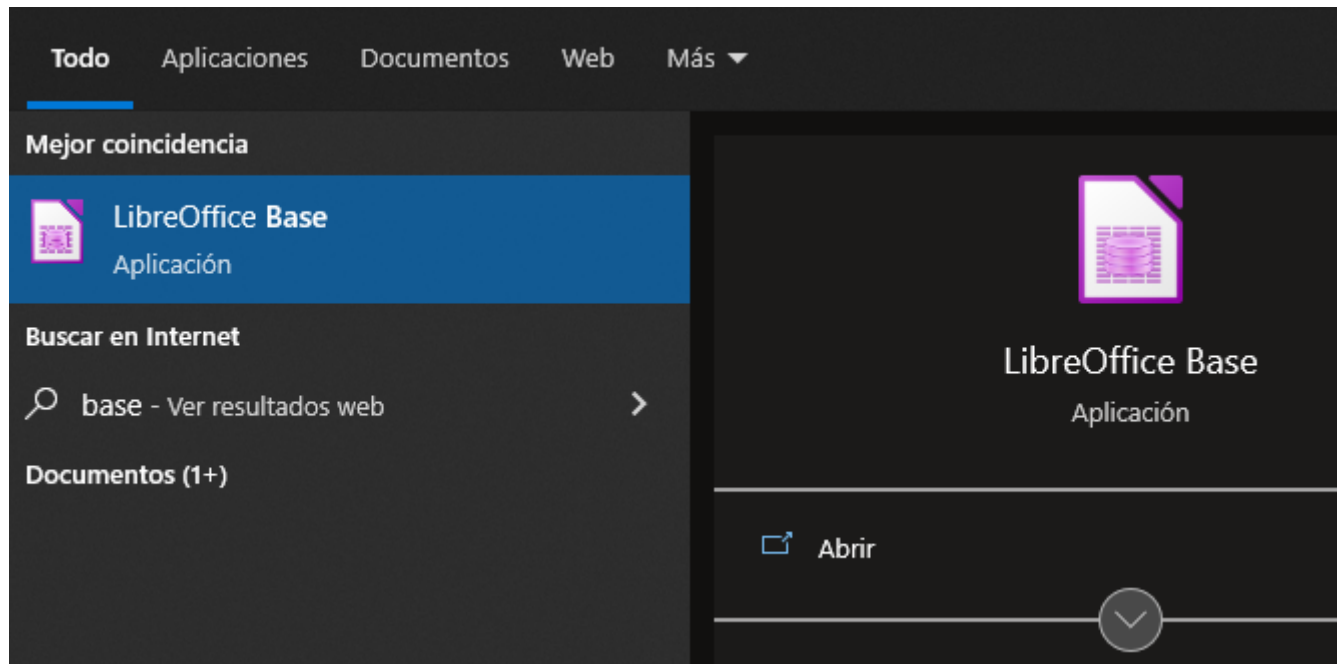 Todo Aplicaciones Documentos Web Más
Mejor coincidencia
LibreOffice Base
Aplicación
Buscar en Internet
base - Ver resultados web
Documentos (1+)
LibreOffice Base
Aplicación
Abrir